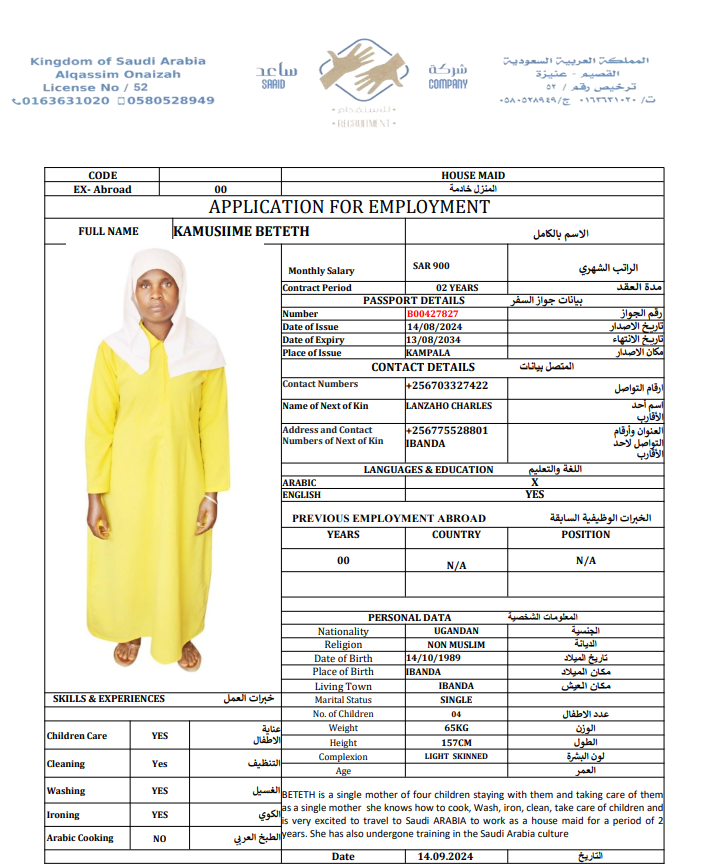 Kingdom of Saudi Arabia
Alqassim Onaizah
License No / 52
0163631020 0580528949
ساعد
SAAID
شركة
COMPANY
للاستقدام
• RECRUITMENT •
المملكة العربية السعودية
القصيم - عنيزة
ترخيص رقم / ٥٢
ت/ ٠١٦٣٦٣١٠٢٠ ج/ ٠٥٨٠٥٢٨٩٤٩
CODE HOUSE MAID
EX- Abroad 00 المنزل خادمة
APPLICATION FOR EMPLOYMENT
FULL NAME KAMUSIIME BETETH الاسم بالكامل
Monthly Salary SAR 900 الراتب الشهري
Contract Period 02 YEARS مدة العقد
PASSPORT DETAILS بيانات جواز السفر
Number B00427827 رقم الجواز
Date of Issue 14/08/2024 تاريخ الاصدار
Date of Expiry 13/08/2034 تاريخ الانتهاء
Place of Issue KAMPALA مكان الاصدار
CONTACT DETAILS المتصل بيانات
Contact Numbers +256703327422 ارقام التواصل
Name of Next of Kin LANZAHO CHARLES اسم أحد
الأقارب
Address and Contact +256775528801 العنوان وأرقام
Numbers of Next of Kin IBANDA التواصل لاحد
الأقارب
LANGUAGES & EDUCATION اللغة والتعليم
ARABIC X
ENGLISH YES
PREVIOUS EMPLOYMENT ABROAD الخبرات الوظيفية السابقة
YEARS COUNTRY POSITION
00 N/A N/A
PERSONAL DATA المعلومات الشخصية
Nationality UGANDAN الجنسية
Religion NON MUSLIM الديانة
Date of Birth 14/10/1989 تاريخ الميلاد
Place of Birth IBANDA مكان الميلاد
Living Town IBANDA مكان العيش
Marital Status SINGLE
No. of Children 04 عدد الاطفال
Weight 65KG الوزن
Height 157CM الطول
Complexion LIGHT SKINNED لون البشرة
Age العمر
SKILLS & EXPERIENCES خبرات العمل
Children Care YES عناية
الاطفال
Cleaning Yes التنظيف
Washing YES الغسيل
Ironing YES الكوي
Arabic Cooking NO الطبخ العربي
BETETH is a single mother of four children staying with them and taking care of them
as a single mother she knows how to cook, Wash, iron, clean, take care of children and
is very excited to travel to Saudi ARABIA to work as a house maid for a period of 2
years. She has also undergone training in the Saudi Arabia culture
Date 14.09.2024 التاريخ